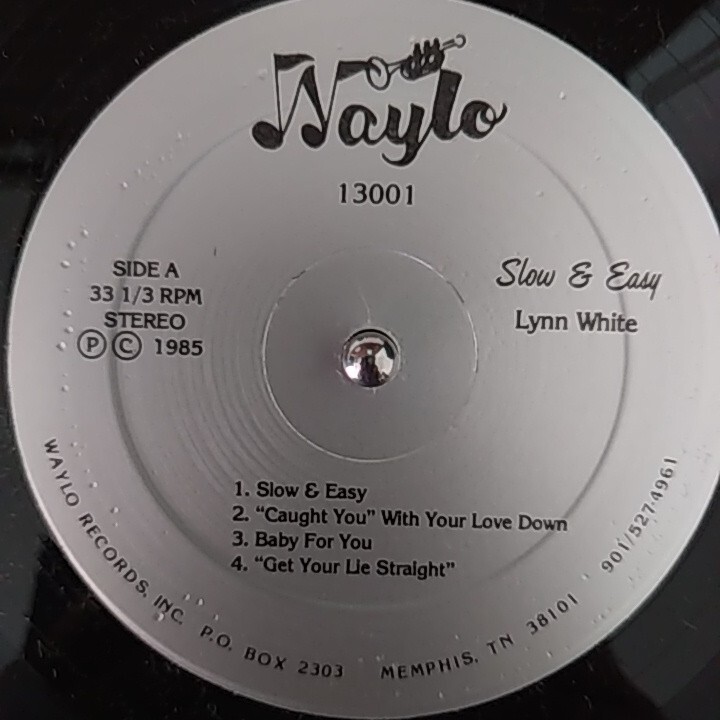 Waylo
13001
SIDE A
33 1/3 RPM
STEREO
Ⓟ Ⓒ 1985
Slow & Easy
Lynn White
1. Slow & Easy
2. "Caught You" With Your Love Down
3. Baby For You
4. "Get Your Lie Straight"
WAYLO RECORDS, INC. P.O. BOX 2303 MEMPHIS, TN 38101 901/527-4961